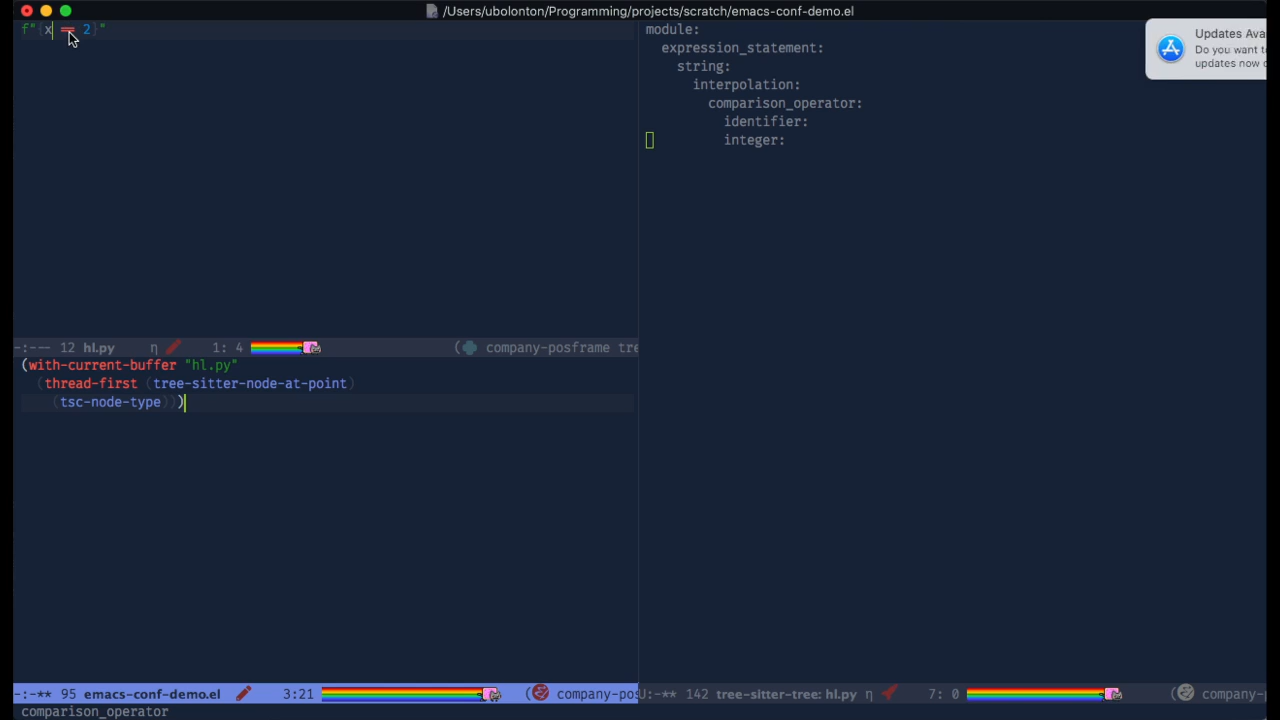 /Users/ubolonton/Programming/projects/scratch/emacs-conf-demo.el
f"{x == 2}"
-:--- 12 hl.py η 1: 4 ( company-posframe tre
(with-current-buffer "hl.py"
(thread-first (tree-sitter-node-at-point)
(tsc-node-type)))
-:-** 95 emacs-conf-demo.el 3:21 ( company-pos
comparison_operator
module:
expression_statement:
string:
interpolation:
comparison_operator:
identifier:
integer:
U:-** 142 tree-sitter-tree: hl.py η 7: 0 ( company-
Updates Ava
Do you want t
updates now o